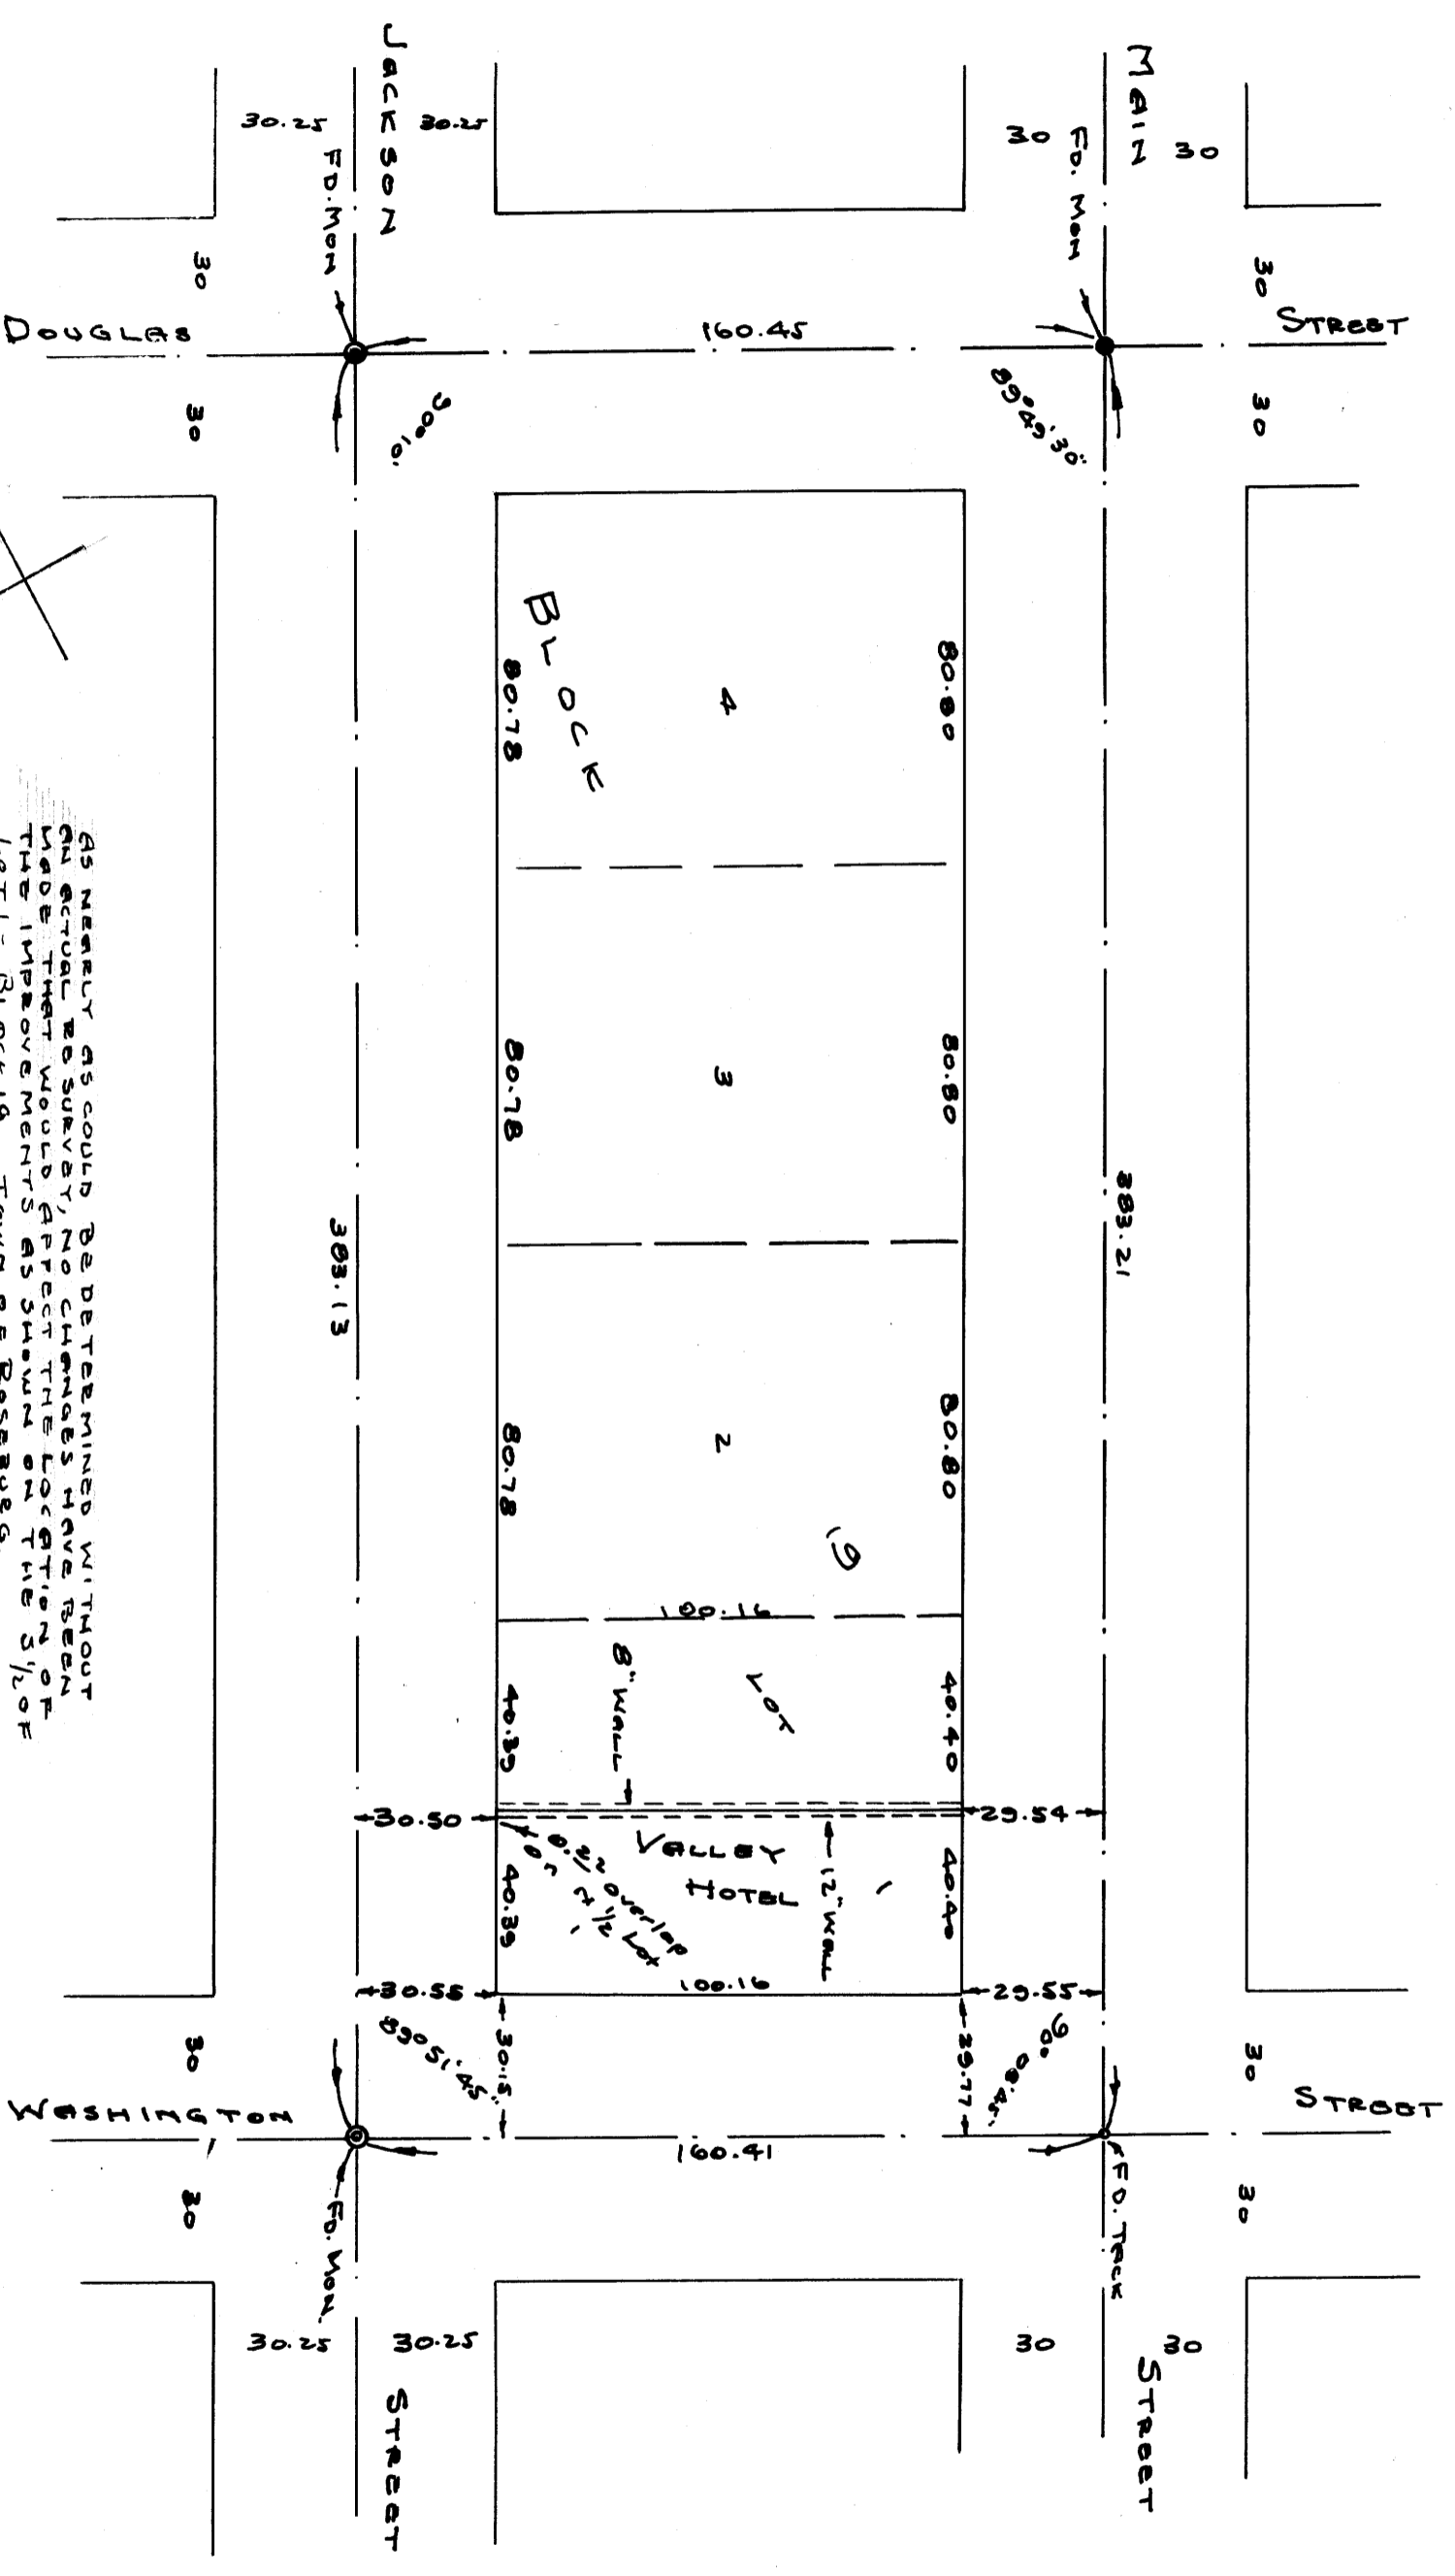 JACKSON
MAIN
30.25
30.25
30
30
FD. MON
FD. MON
30
30
DOUGLAS
160.45
STREET
30
30
90°10'
89°49'30"
BLOCK
4
80.78
80.80
3
80.78
80.80
383.13
383.21
2
80.78
80.80
19
100.16
8" WALL
LOT
40.39
40.40
30.50
29.54
VALLEY
HOTEL
0.22 overlap
1/2 Lot
12" WALL
1
40.39
40.40
30.55
100.16
29.55
89°51'45"
30.15
29.77
90°08'45"
30
30
WASHINGTON
160.41
STREET
30
30
FD. MON.
FD. TACK
30.25
30.25
30
30
STREET
STREET
AS NEARLY AS COULD BE DETERMINED WITHOUT
AN ACTUAL RESURVEY, NO CHANGES HAVE BEEN
MADE THAT WOULD AFFECT THE LOCATION OF
THE IMPROVEMENTS AS SHOWN ON THE S 1/2 OF